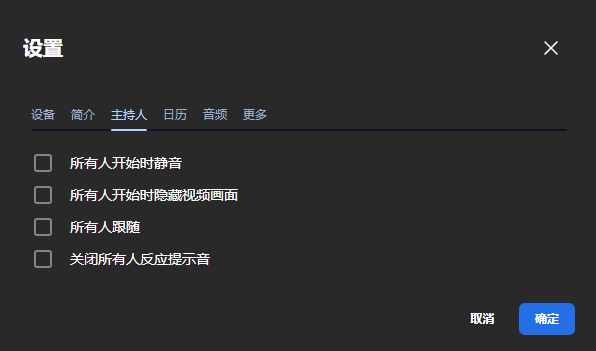 设置
设备 简介 主持人 日历 音频 更多
所有人开始时静音
所有人开始时隐藏视频画面
所有人跟随
关闭所有人反应提示音
取消 确定